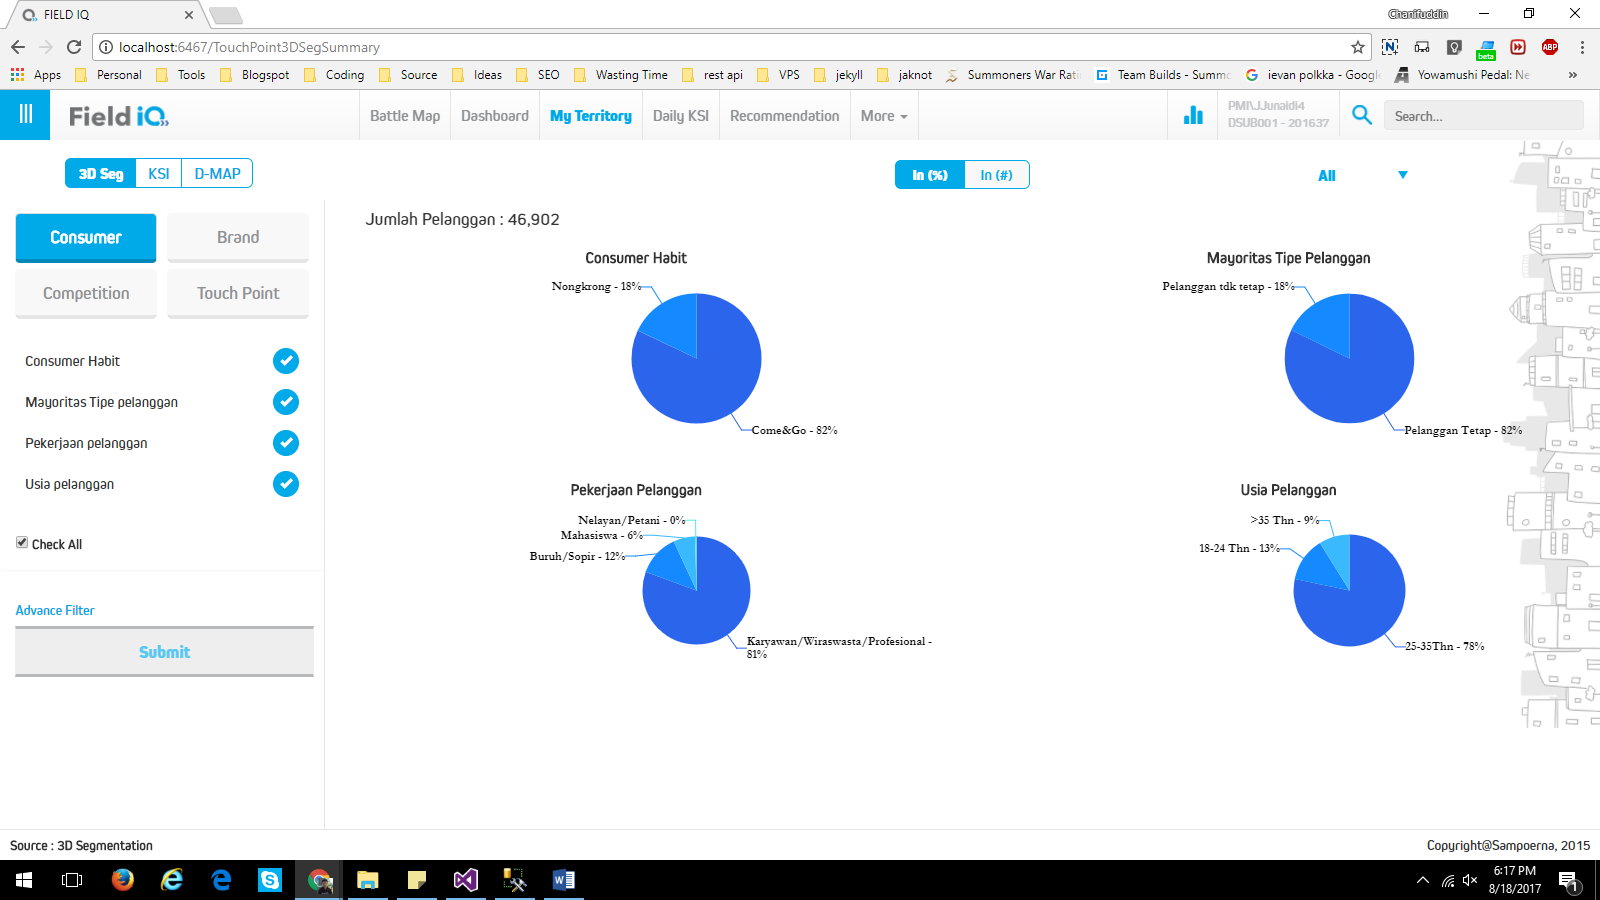 FIELD IQ
Chanifuddin
localhost:6467/TouchPoint3DSegSummary
beta
ABP
Apps Personal Tools Blogspot Coding Source Ideas SEO Wasting Time rest api VPS jekyll jaknot Summoners War Rati Team Builds - Summo ievan polkka - Google Yowamushi Pedal: Ne »
Field iQ
Battle Map Dashboard My Territory Daily KSI Recommendation More
PMI\JJunaidi4
DSUB001 - 201637
Search...
3D Seg KSI D-MAP
In (%) In (#)
All
Consumer Brand
Competition Touch Point
Consumer Habit
Mayoritas Tipe pelanggan
Pekerjaan pelanggan
Usia pelanggan
Check All
Advance Filter
Submit
Jumlah Pelanggan : 46,902
Consumer Habit
Nongkrong - 18%
Come&Go - 82%
Mayoritas Tipe Pelanggan
Pelanggan tdk tetap - 18%
Pelanggan Tetap - 82%
Pekerjaan Pelanggan
Nelayan/Petani - 0%
Mahasiswa - 6%
Buruh/Sopir - 12%
Karyawan/Wiraswasta/Profesional -
81%
Usia Pelanggan
>35 Thn - 9%
18-24 Thn - 13%
25-35Thn - 78%
Source : 3D Segmentation
Copyright@Sampoerna, 2015
6:17 PM
8/18/2017
1